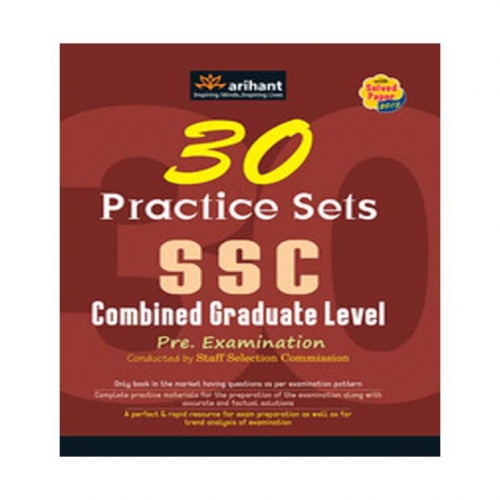 arihant
Inspiring Minds, Inspiring Lives
with
Solved
Paper
30
Practice Sets
SSC
Combined Graduate Level
Pre. Examination
Conducted by Staff Selection Commission
Only book in the market having questions as per examination pattern
Complete practice materials for the preparation of the examination along with
accurate and factual solutions
A perfect & rapid resource for exam preparation as well as for
trend analysis of examination